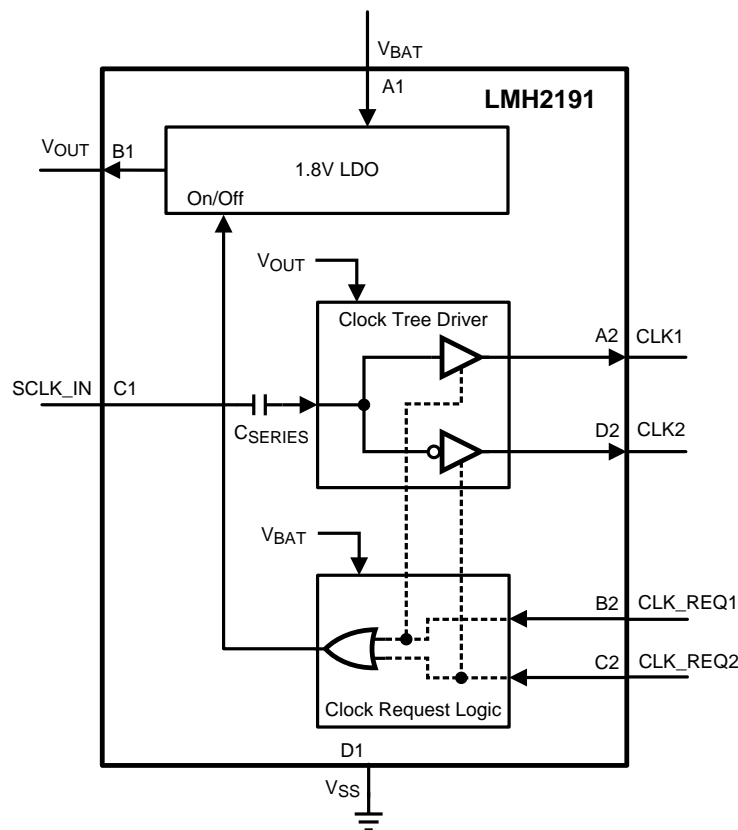 VBAT
A1
LMH2191
VOUT
B1
1.8V LDO
On/Off
VOUT
Clock Tree Driver
A2
CLK1
SCLK_IN
C1
CSERIES
D2
CLK2
VBAT
B2
CLK_REQ1
C2
CLK_REQ2
Clock Request Logic
D1
VSS